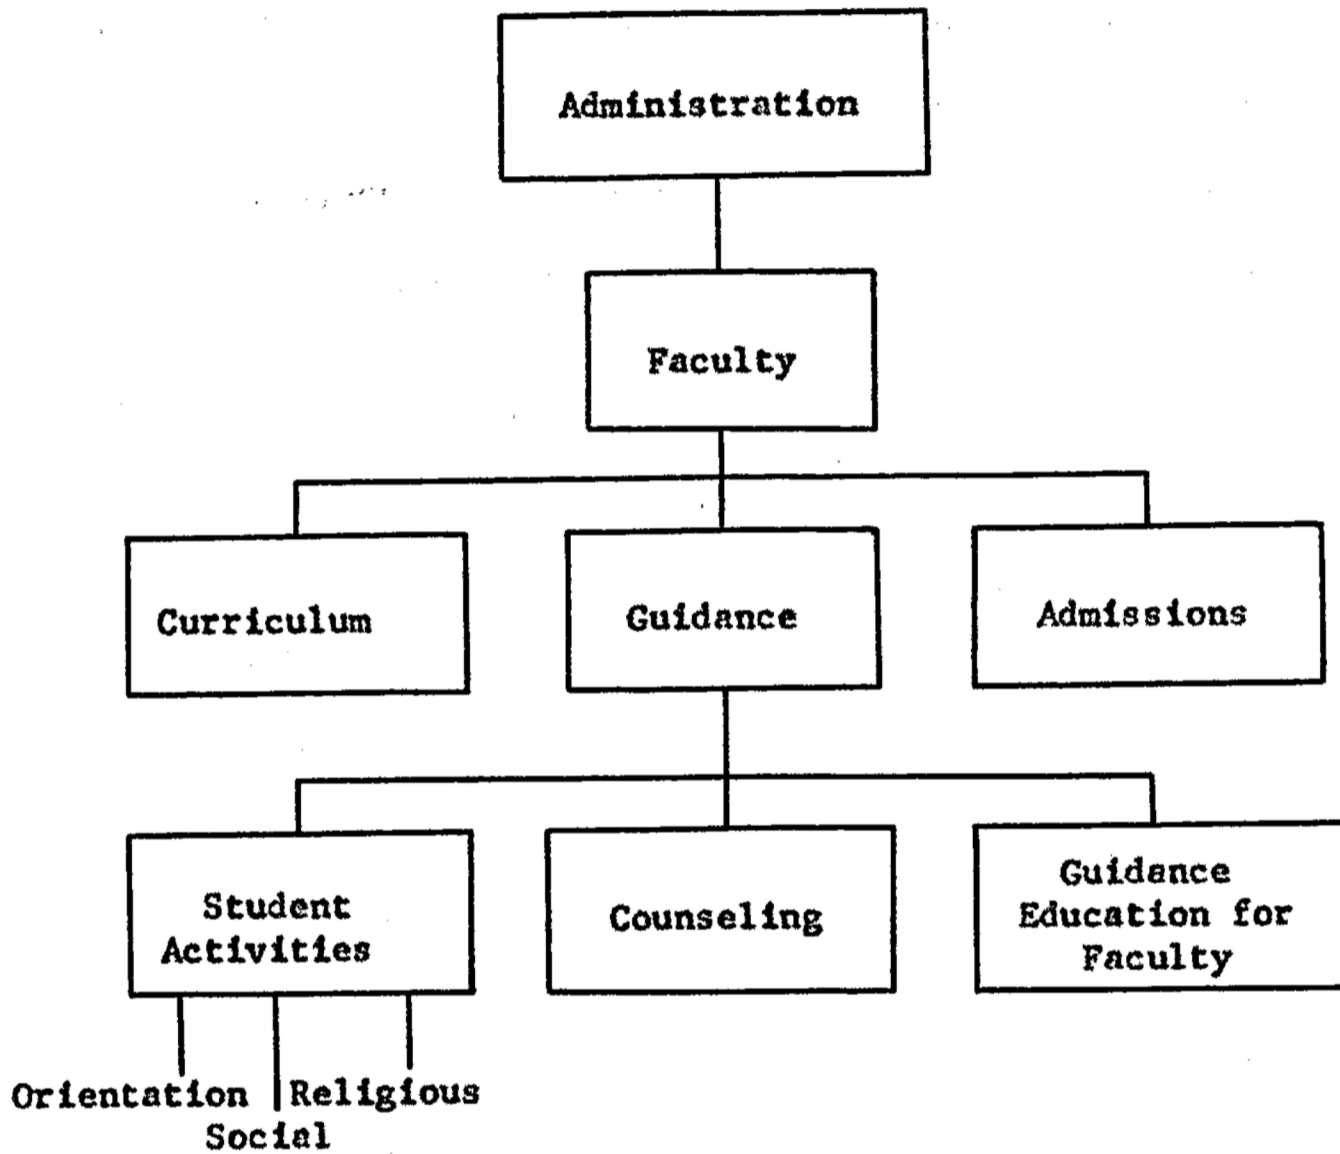 Administration
Faculty
Curriculum
Guidance
Admissions
Student
Activities
Counseling
Guidance
Education for
Faculty
Orientation
Religious
Social